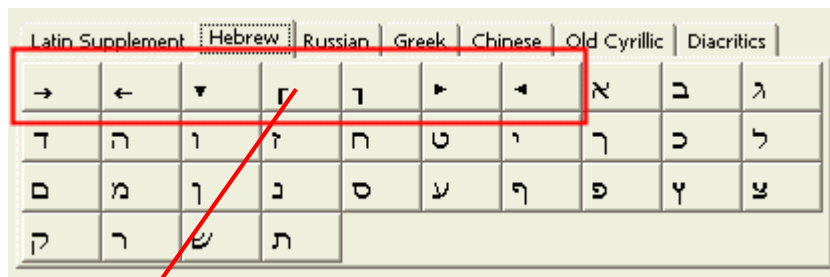 Latin Supplement Hebrew Russian Greek Chinese Old Cyrillic Diacritics
→ ← ▼ ┌ ┐ ► ◄ א ב ג
ד ה ו ז ח ט י ך כ ל
ם מ ן נ ס ע ף פ ץ צ
ק ר ש ת